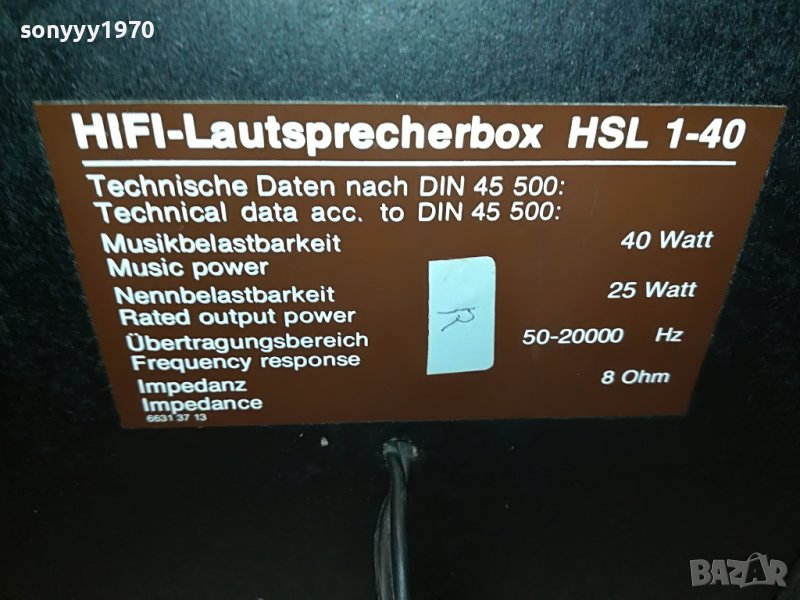 sonyyy1970
HIFI-Lautsprecherbox HSL 1-40
Technische Daten nach DIN 45 500:
Technical data acc. to DIN 45 500:
Musikbelastbarkeit 40 Watt
Music power
Nennbelastbarkeit 25 Watt
Rated output power
Übertragungsbereich 50-20000 Hz
Frequency response
Impedanz 8 Ohm
Impedance
6631 37 13
R
BAZAR